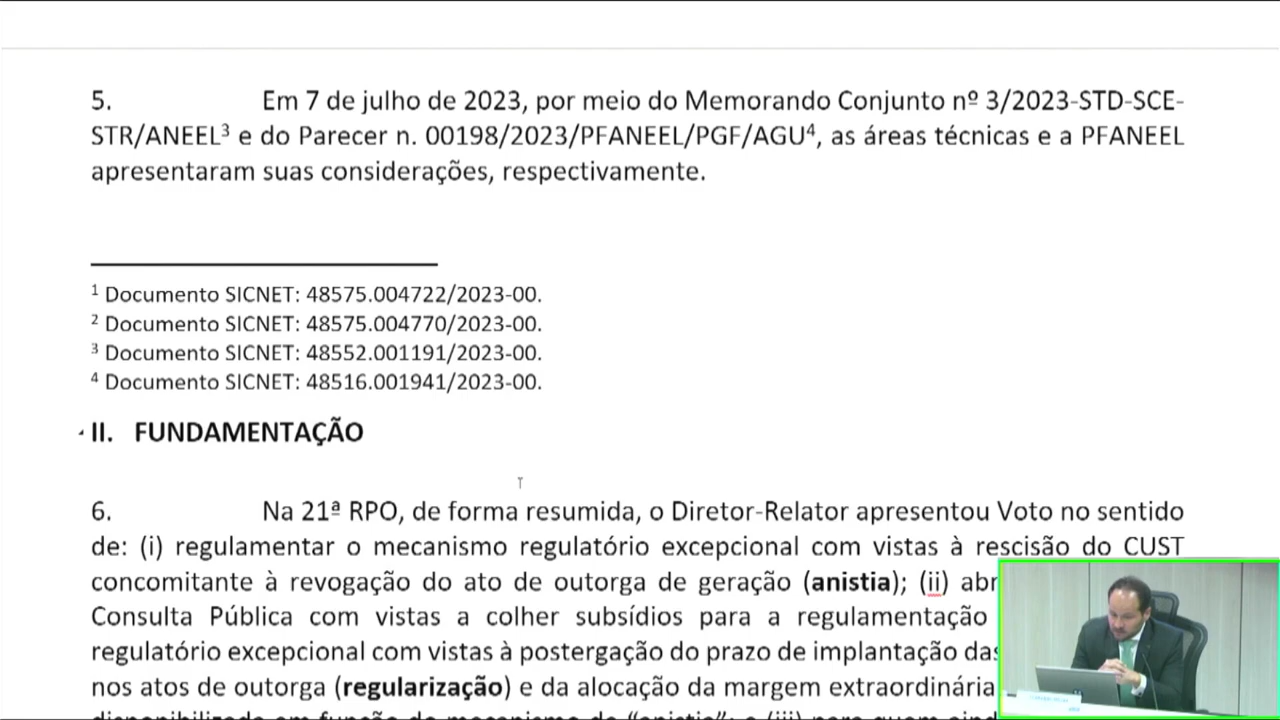 5. Em 7 de julho de 2023, por meio do Memorando Conjunto nº 3/2023-STD-SCE-
STR/ANEEL³ e do Parecer n. 00198/2023/PFANEEL/PGF/AGU⁴, as áreas técnicas e a PFANEEL
apresentaram suas considerações, respectivamente.
¹ Documento SICNET: 48575.004722/2023-00.
² Documento SICNET: 48575.004770/2023-00.
³ Documento SICNET: 48552.001191/2023-00.
⁴ Documento SICNET: 48516.001941/2023-00.
II. FUNDAMENTAÇÃO
6. Na 21ª RPO, de forma resumida, o Diretor-Relator apresentou Voto no sentido
de: (i) regulamentar o mecanismo regulatório excepcional com vistas à rescisão do CUST
concomitante à revogação do ato de outorga de geração (anistia); (ii)
Consulta Pública com vistas a colher subsídios para a regulamentação
regulatório excepcional com vistas à postergação do prazo de implantação
nos atos de outorga (regularização) e da alocação da margem extraordinária